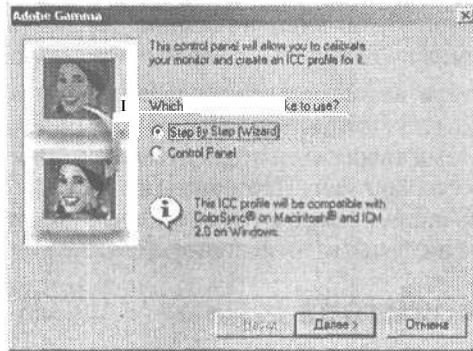 Adobe Gamma
This control panel will allow you to calibrate
your monitor and create an ICC profile for it.
I Which ke to use?
Step By Step (Wizard)
Control Panel
This ICC profile will be compatible with
ColorSync® on Macintosh® and ICM
2.0 on Windows.
Далее > Отмена